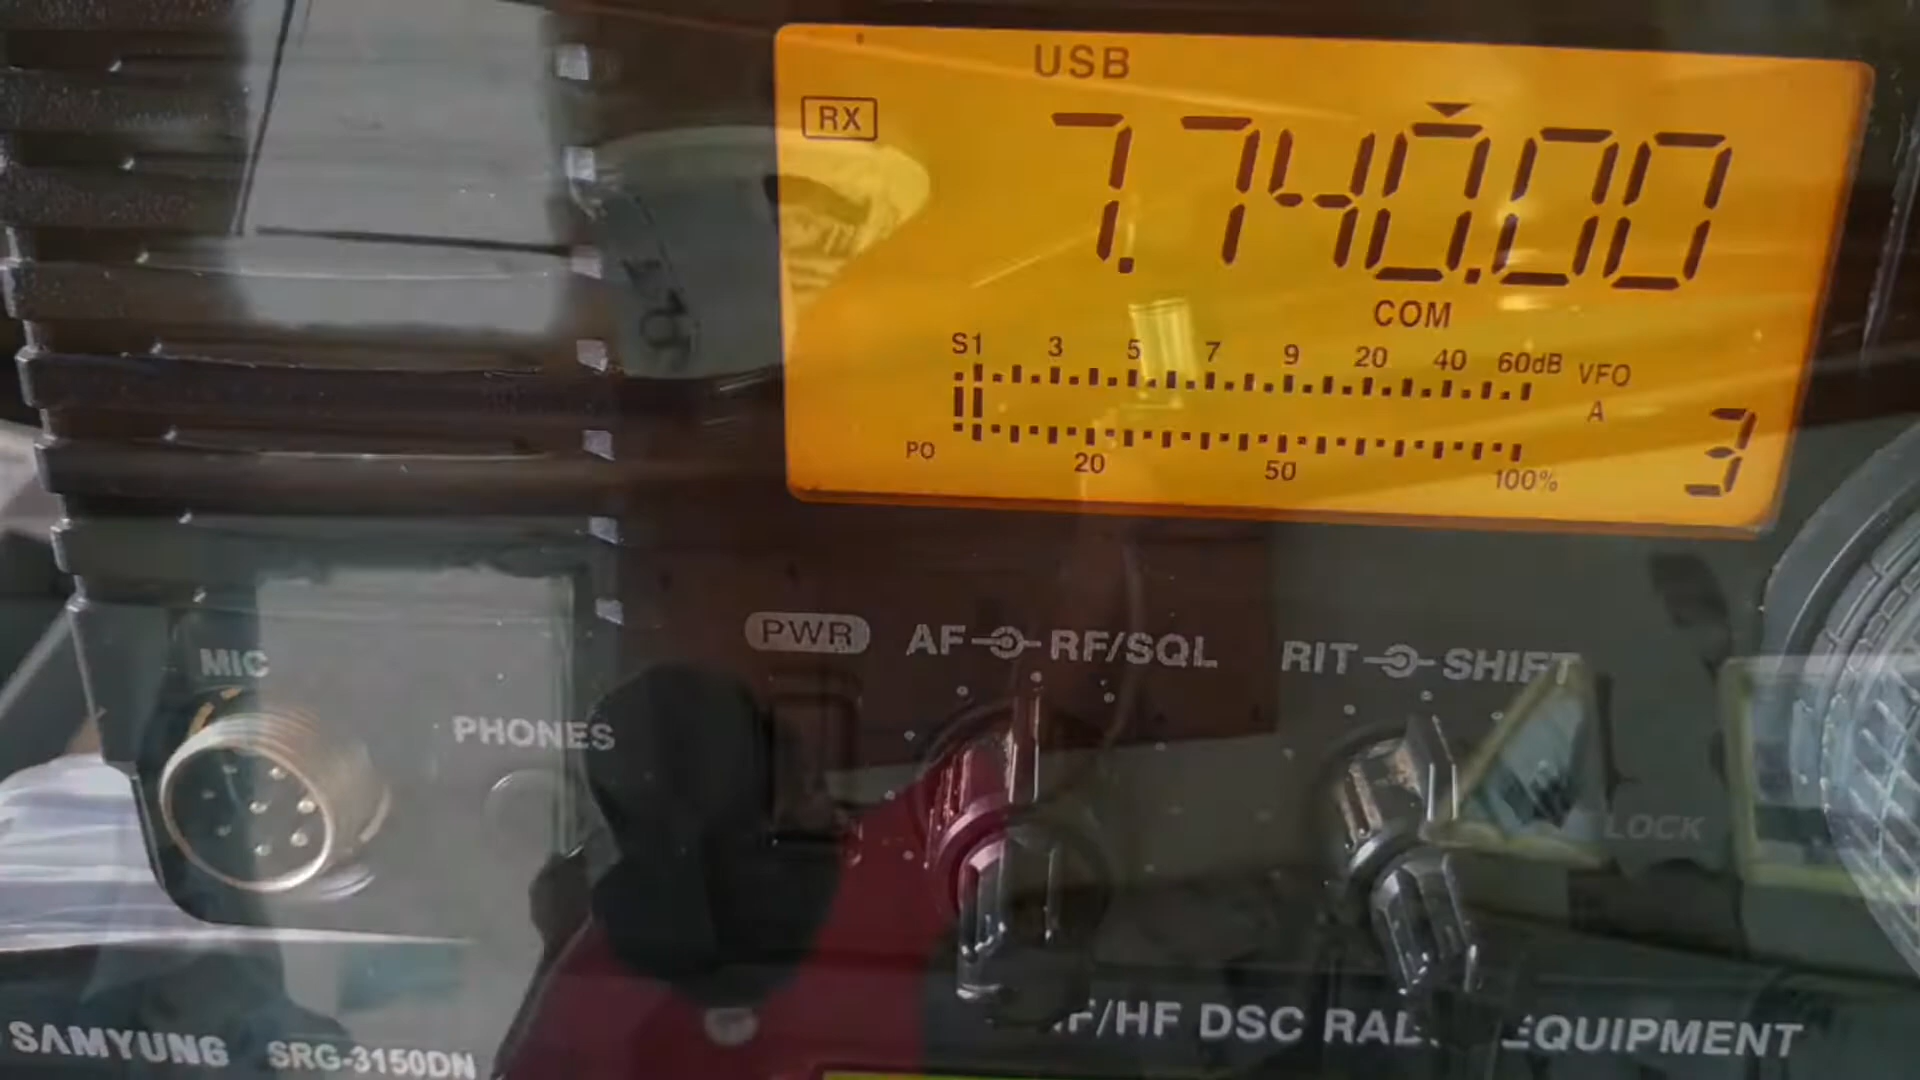 USB
RX
7.740.00
COM
S1 3 5 7 9 20 40 60dB VFO
A
3
PO
20 50 100%
PWR AF RF/SQL RIT SHIFT
MIC
PHONES
LOCK
F/HF DSC EQUIPMENT
SAMYUNG SRG-3150DN